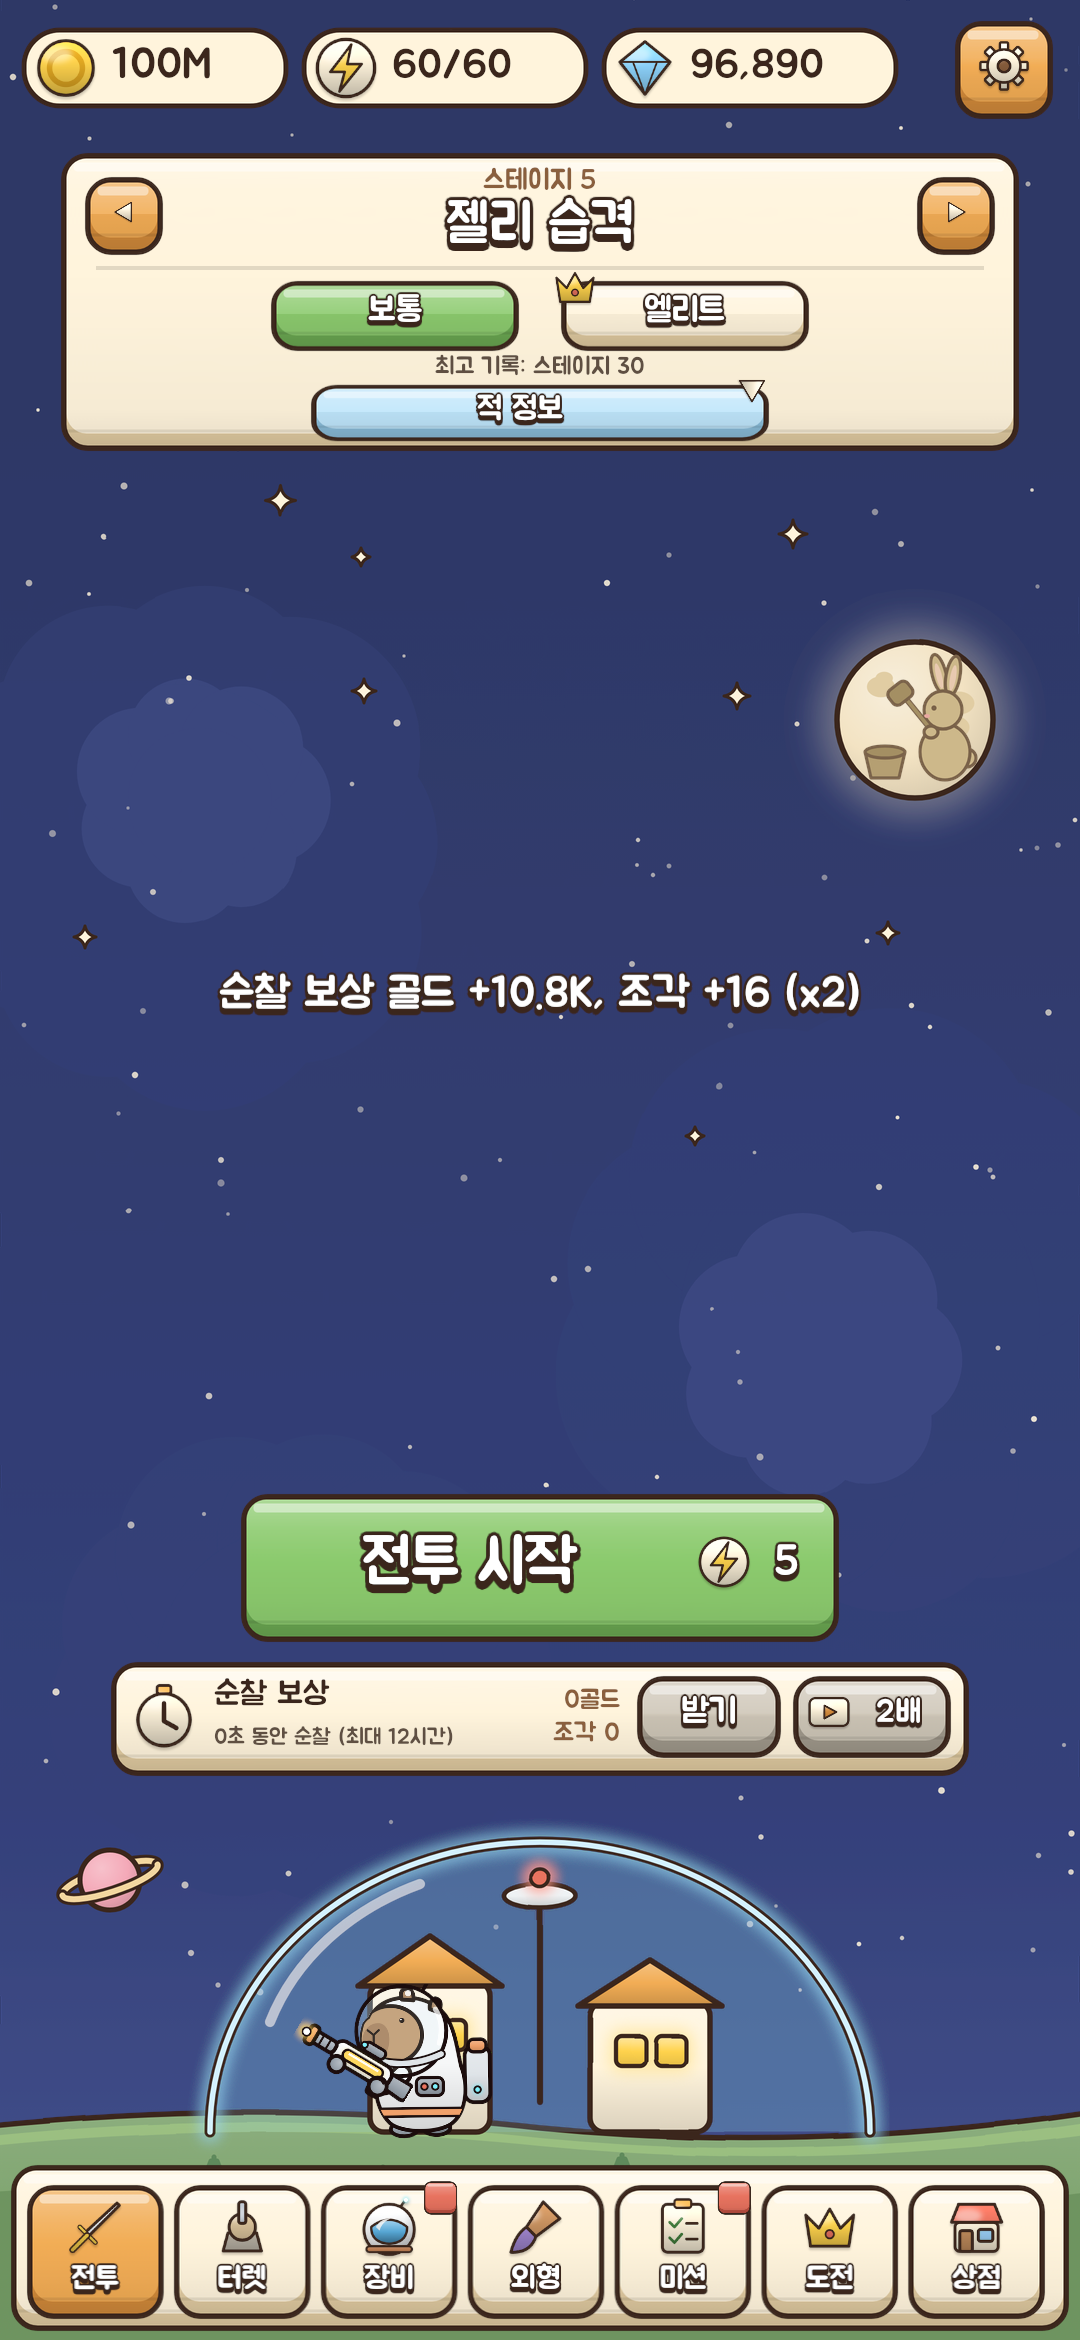 100M
60/60
96,890
스테이지 5
젤리 습격
보통
엘리트
최고 기록: 스테이지 30
적 정보
순찰 보상 골드 +10.8K, 조각 +16 (x2)
전투 시작
5
순찰 보상
0초 동안 순찰 (최대 12시간)
0골드
조각 0
받기
2배
전투
터렛
장비
외형
미션
도전
상점